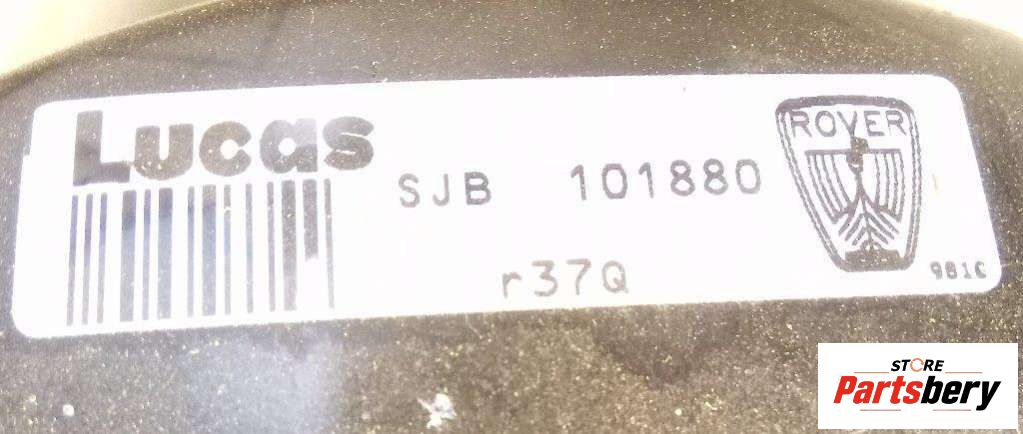 Lucas
SJB 101880
ROVER
r37Q
981C
STORE
Partsbery